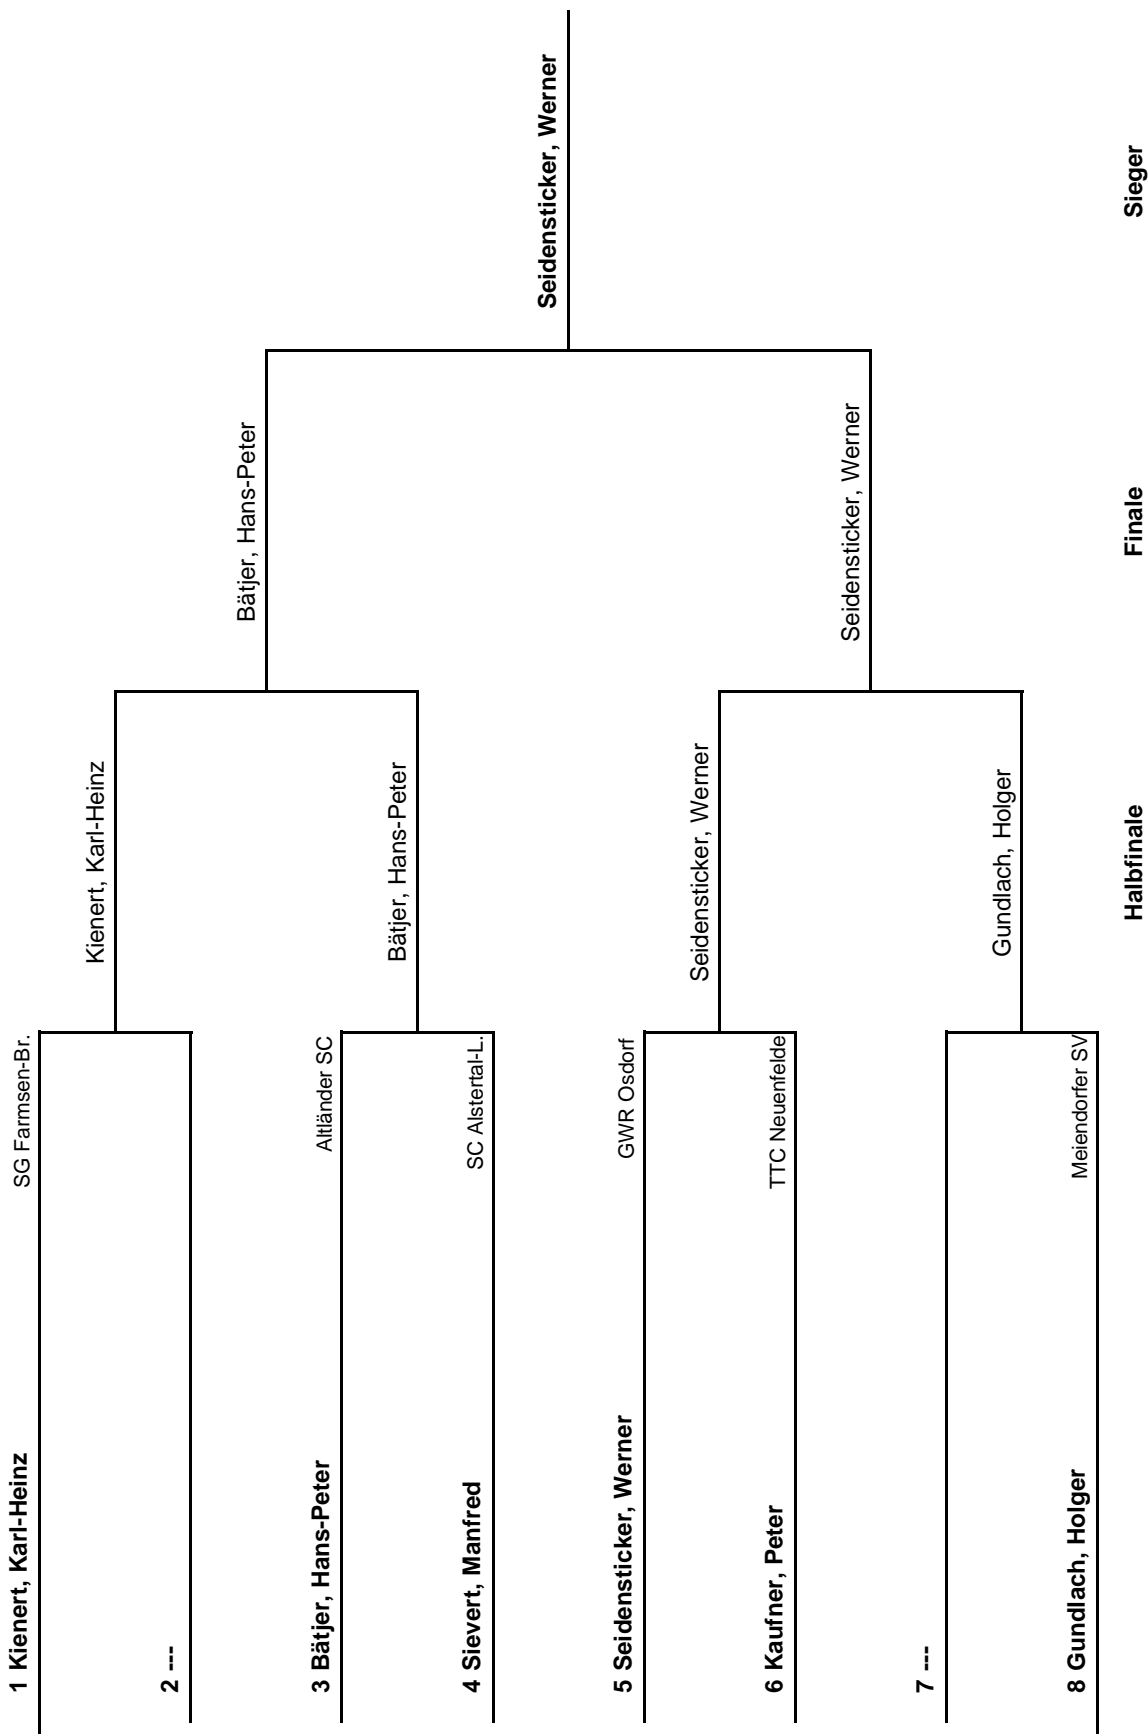 1 Kienert, Karl-Heinz SG Farmsen-Br.
2 ---
3 Bätjer, Hans-Peter Altländer SC
4 Sievert, Manfred SC Alstertal-L.
5 Seidensticker, Werner GWR Osdorf
6 Kaufner, Peter TTC Neuenfelde
7 ---
8 Gundlach, Holger Meiendorfer SV
Kienert, Karl-Heinz
Bätjer, Hans-Peter
Seidensticker, Werner
Gundlach, Holger
Halbfinale
Bätjer, Hans-Peter
Seidensticker, Werner
Finale
Seidensticker, Werner
Sieger